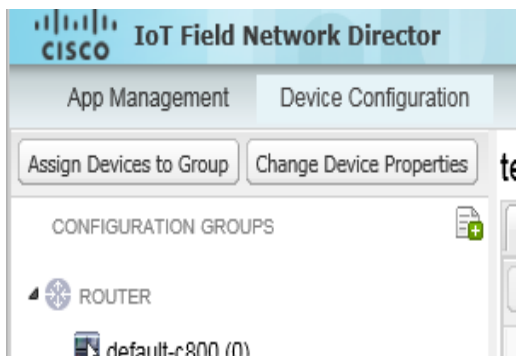 CISCO IoT Field Network Director
App Management Device Configuration
Assign Devices to Group Change Device Properties te
CONFIGURATION GROUPS
ROUTER
default-c800 (0)